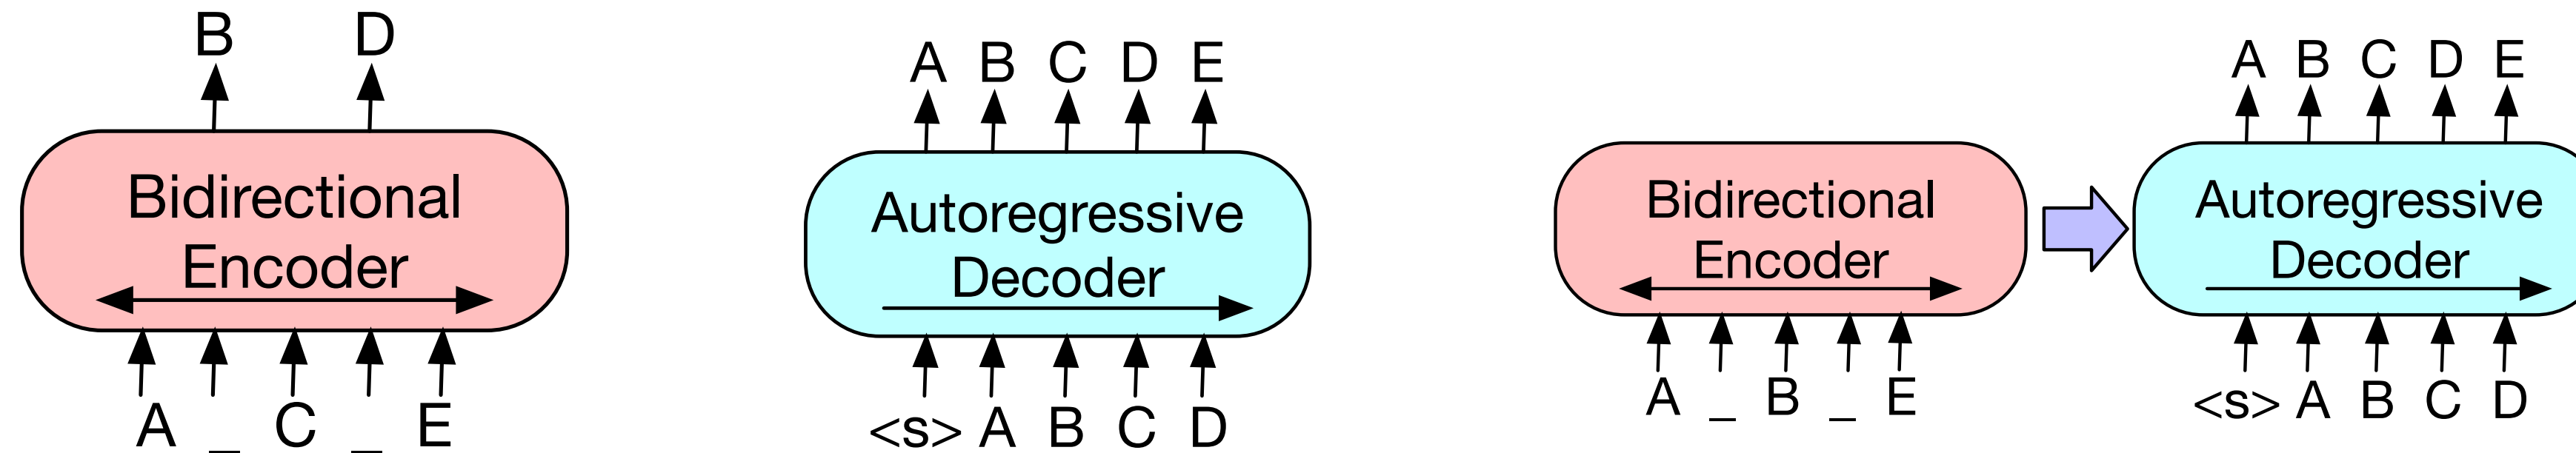 B D
Bidirectional
Encoder
A _ C _ E
A B C D E
Autoregressive
Decoder
<s> A B C D
Bidirectional
Encoder
A _ B _ E
A B C D E
Autoregressive
Decoder
<s> A B C D